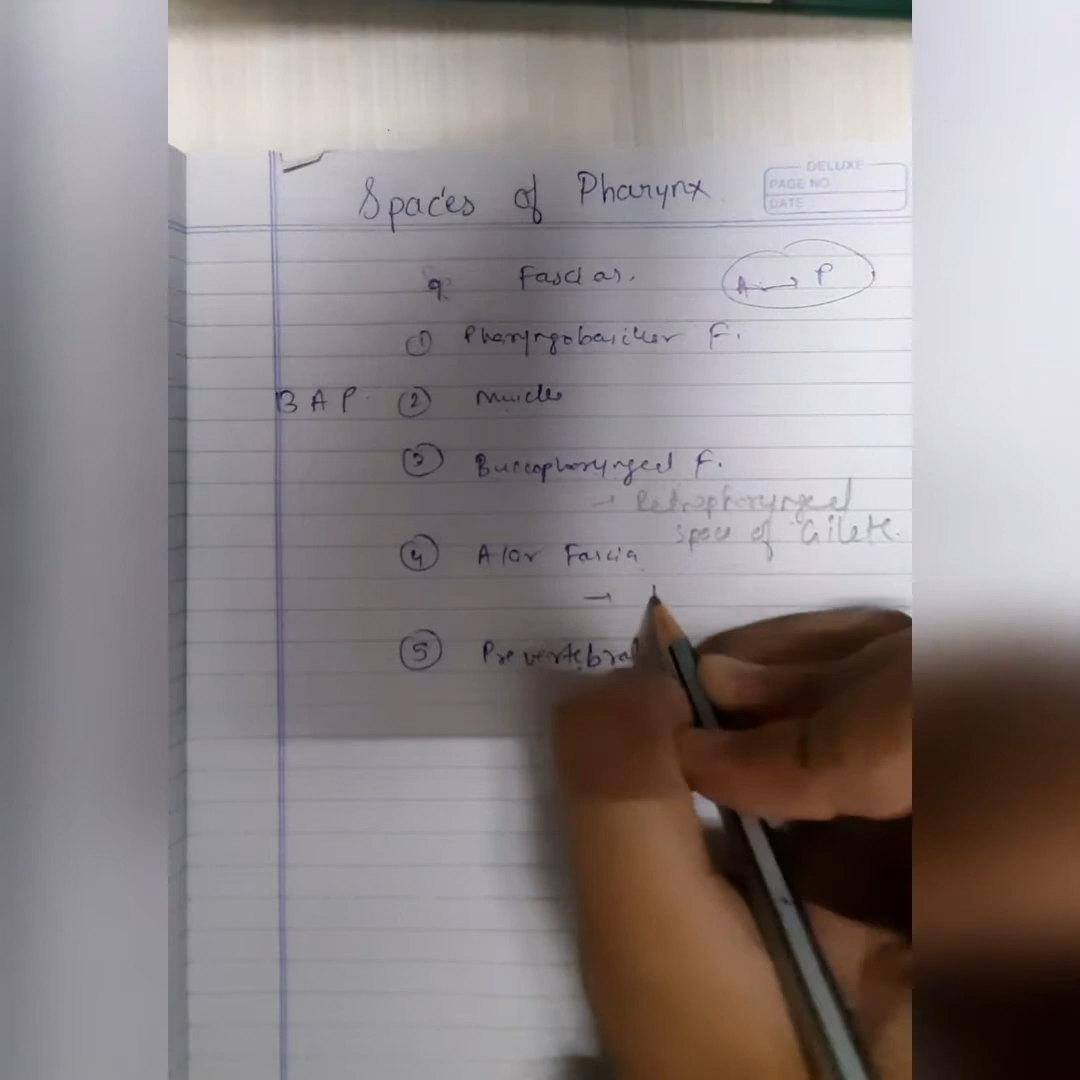 DELUXE
PAGE NO
DATE
Spaces of Pharynx
Fascias.
A → P
① Pharyngobasilar F.
B A P ② Muscle
③ Buccopharyngeal F.
→ Retropharyngeal
space of Gilette.
④ Alar Fascia
→
⑤ Prevertebral